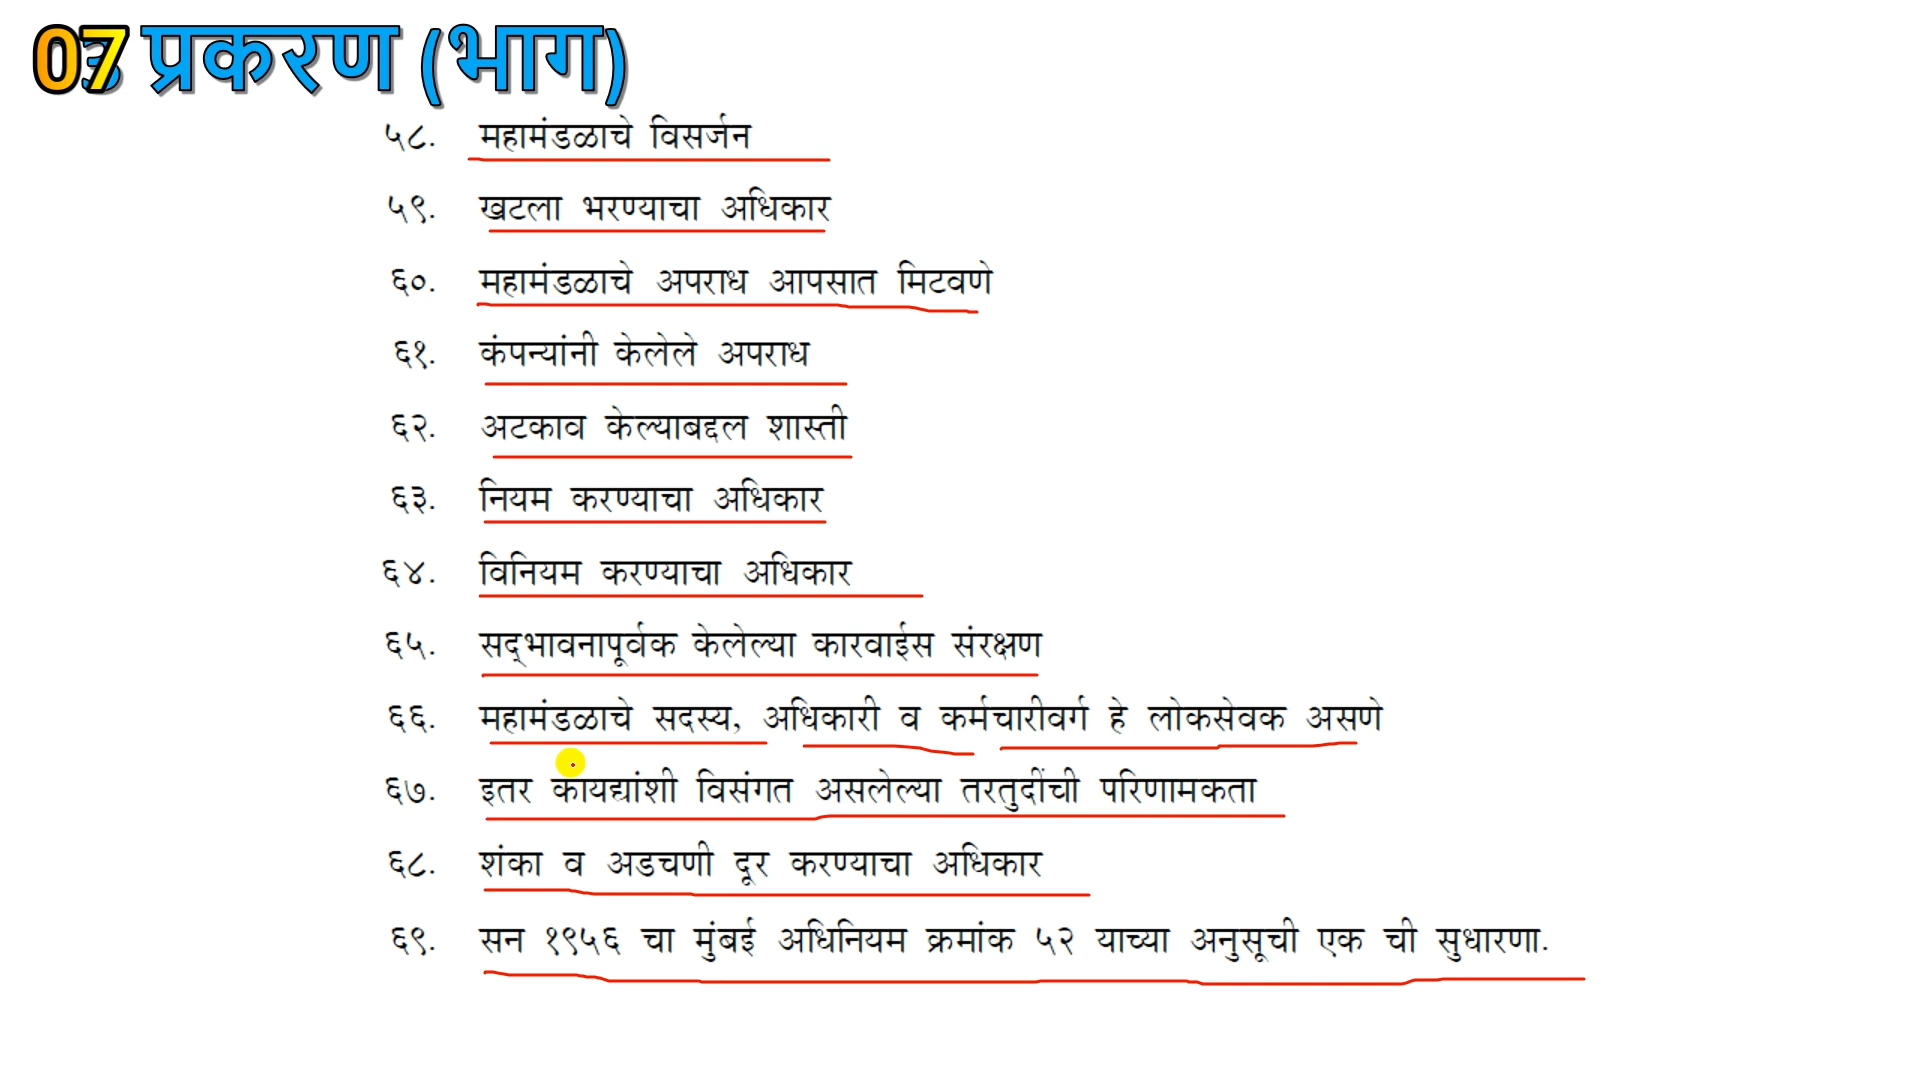 07 प्रकरण (भाग)
५८. महामंडळाचे विसर्जन
५९. खटला भरण्याचा अधिकार
६०. महामंडळाचे अपराध आपसात मिटवणे
६१. कंपन्यांनी केलेले अपराध
६२. अटकाव केल्याबद्दल शास्ती
६३. नियम करण्याचा अधिकार
६४. विनियम करण्याचा अधिकार
६५. सद्‌भावनापूर्वक केलेल्या कारवाईस संरक्षण
६६. महामंडळाचे सदस्य, अधिकारी व कर्मचारीवर्ग हे लोकसेवक असणे
६७. इतर कायद्यांशी विसंगत असलेल्या तरतुदींची परिणामकता
६८. शंका व अडचणी दूर करण्याचा अधिकार
६९. सन १९५६ चा मुंबई अधिनियम क्रमांक ५२ याच्या अनुसूची एक ची सुधारणा.